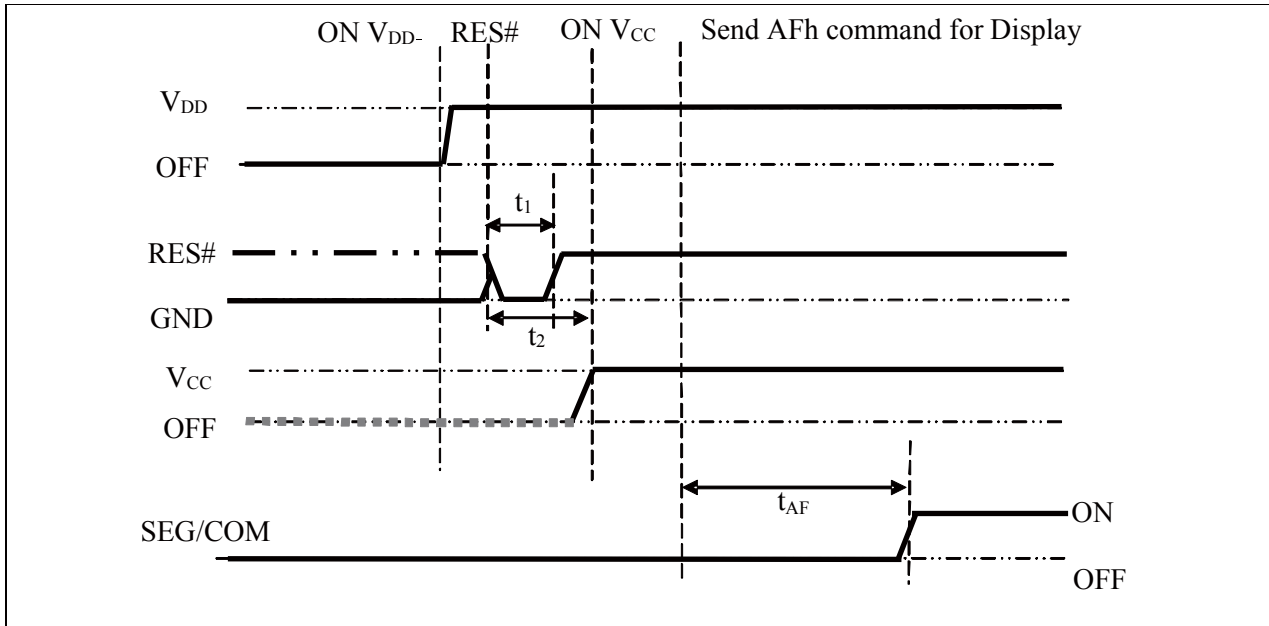 ON VDD- RES# ON VCC Send AFh command for Display
VDD
OFF
t1
RES#
GND
t2
VCC
OFF
tAF
ON
SEG/COM
OFF